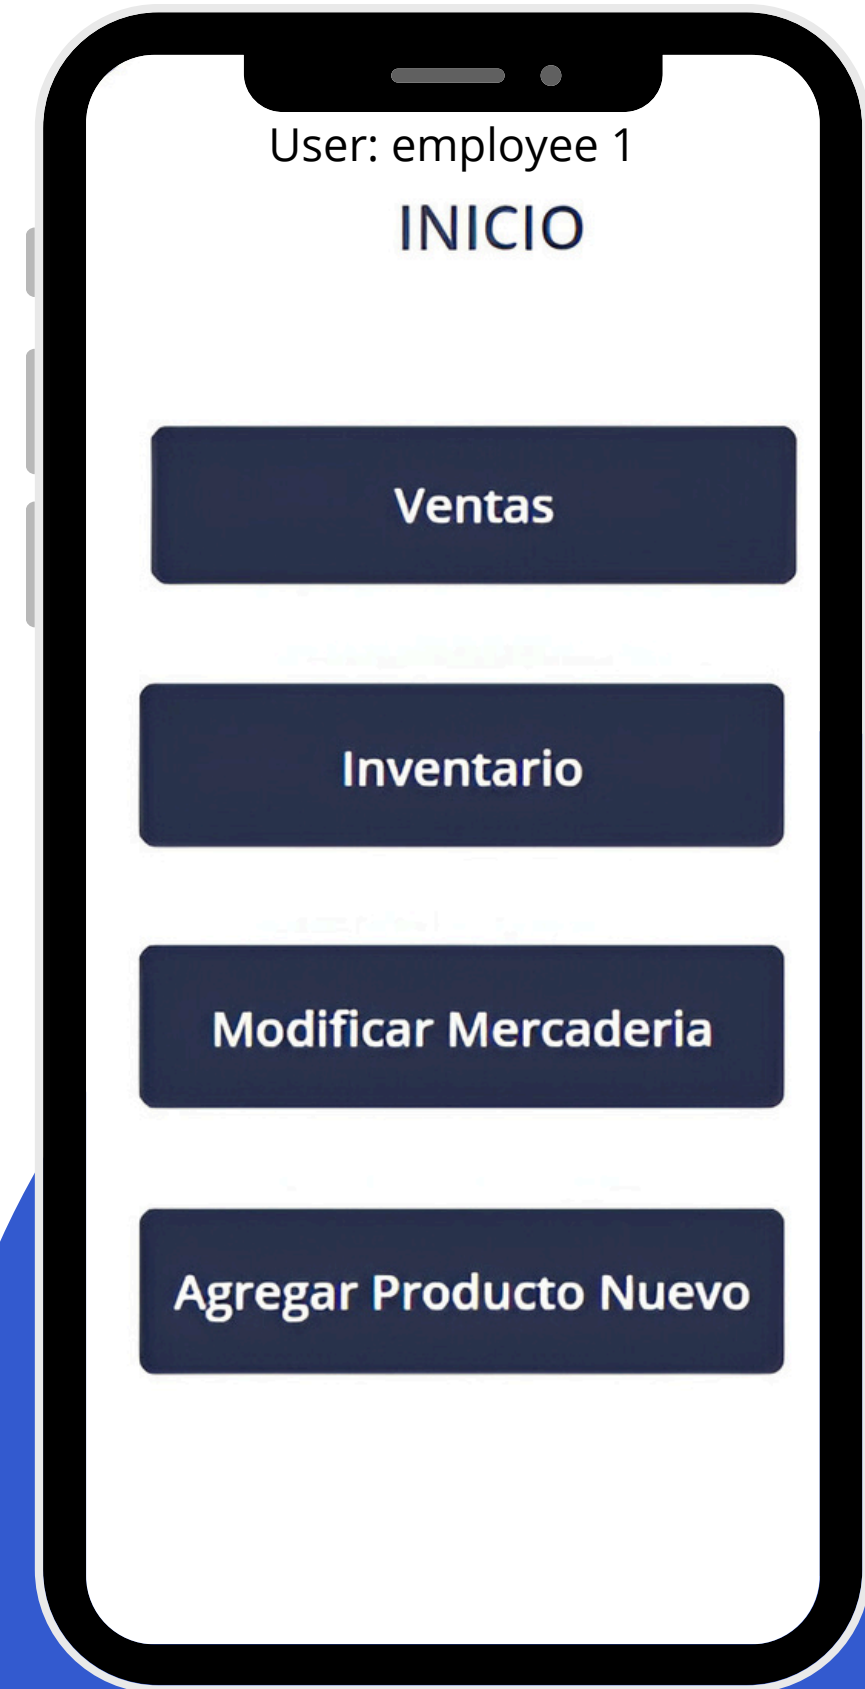 User: employee 1
INICIO
Ventas
Inventario
Modificar Mercaderia
Agregar Producto Nuevo